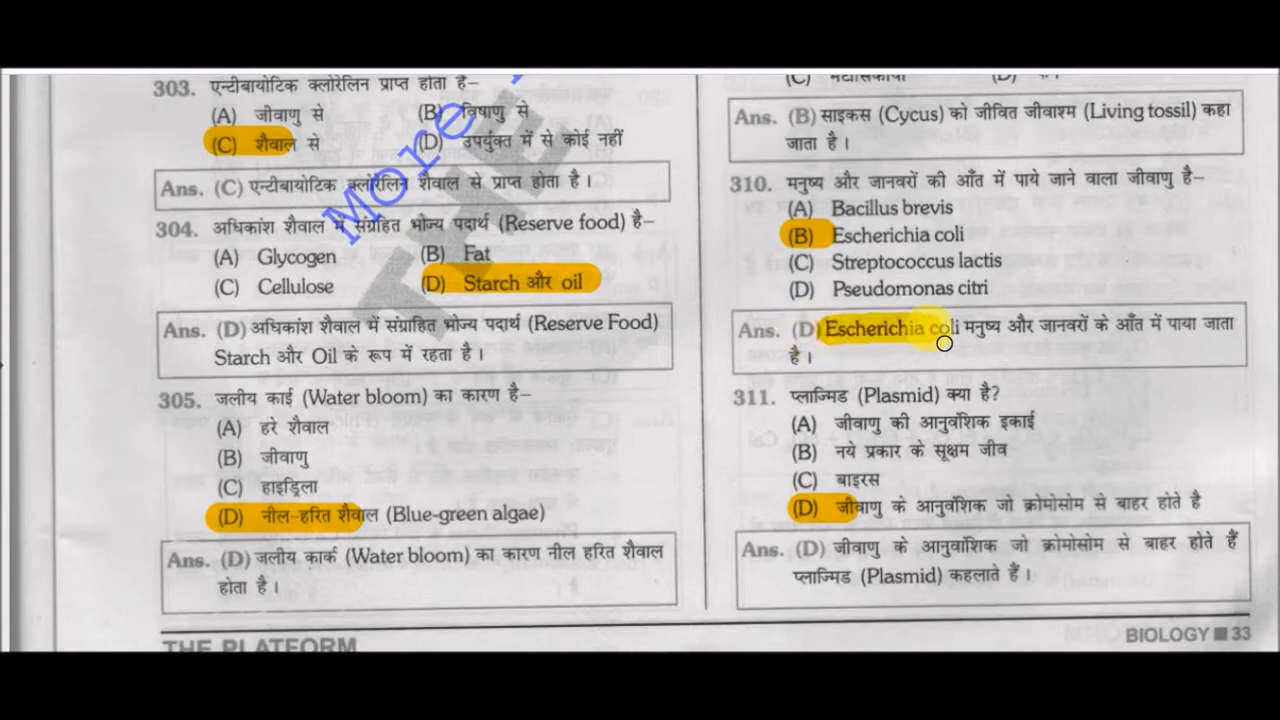 303. एन्टीबायोटिक क्लोरेलिन प्राप्त होता है–
(A) जीवाणु से (B) विषाणु से
(C) शैवाल से (D) उपर्युक्त में से कोई नहीं
Ans. (C) एन्टीबायोटिक क्लोरेलिन शैवाल से प्राप्त होता है।
304. अधिकांश शैवाल में संग्रहित भोज्य पदार्थ (Reserve food) है–
(A) Glycogen (B) Fat
(C) Cellulose (D) Starch और oil
Ans. (D) अधिकांश शैवाल में संग्राहित भोज्य पदार्थ (Reserve Food)
Starch और Oil के रूप में रहता है।
305. जलीय काई (Water bloom) का कारण है–
(A) हरे शैवाल
(B) जीवाणु
(C) हाइड्रिला
(D) नील-हरित शैवाल (Blue-green algae)
Ans. (D) जलीय कार्क (Water bloom) का कारण नील हरित शैवाल
होता है।
THE PLATFORM
More
(C) (D)
Ans. (B) साइकस (Cycus) को जीवित जीवाश्म (Living tossil) कहा
जाता है।
310. मनुष्य और जानवरों की आँत में पाये जाने वाला जीवाणु है–
(A) Bacillus brevis
(B) Escherichia coli
(C) Streptococcus lactis
(D) Pseudomonas citri
Ans. (D) Escherichia coli मनुष्य और जानवरों के आँत में पाया जाता
है।
311. प्लाज्मिड (Plasmid) क्या है?
(A) जीवाणु की आनुवंशिक इकाई
(B) नये प्रकार के सूक्षम जीव
(C) बाइरस
(D) जीवाणु के आनुवंशिक जो क्रोमोसोम से बाहर होते है
Ans. (D) जीवाणु के आनुवांशिक जो क्रोमोसोम से बाहर होते हैं
प्लाज्मिड (Plasmid) कहलाते हैं।
BIOLOGY ■ 33